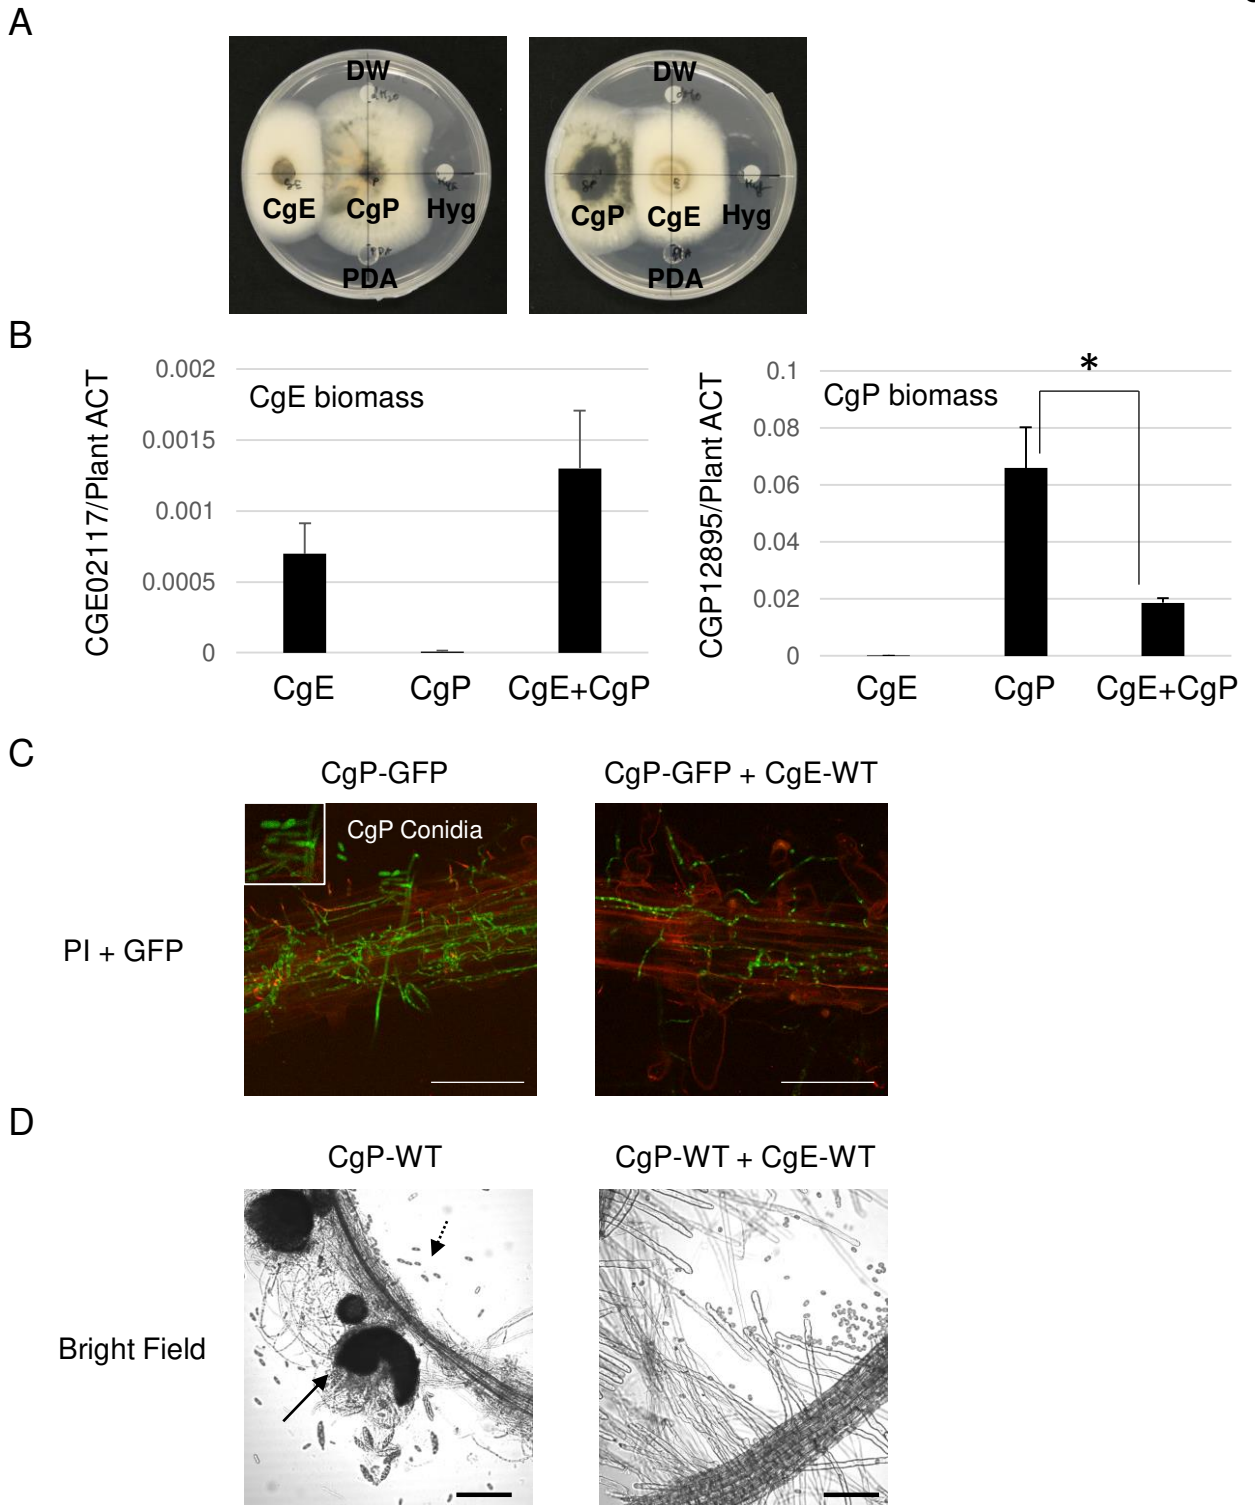 A
DW
CgE CgP Hyg
PDA
DW
CgP CgE Hyg
PDA
B
CGE02117/Plant ACT
0.002
0.0015
0.001
0.0005
0
CgE biomass
CgE CgP CgE+CgP
CGP12895/Plant ACT
0.1
0.08
0.06
0.04
0.02
0
CgP biomass
*
CgE CgP CgE+CgP
C
CgP-GFP
CgP-GFP + CgE-WT
CgP Conidia
PI + GFP
D
CgP-WT
CgP-WT + CgE-WT
Bright Field